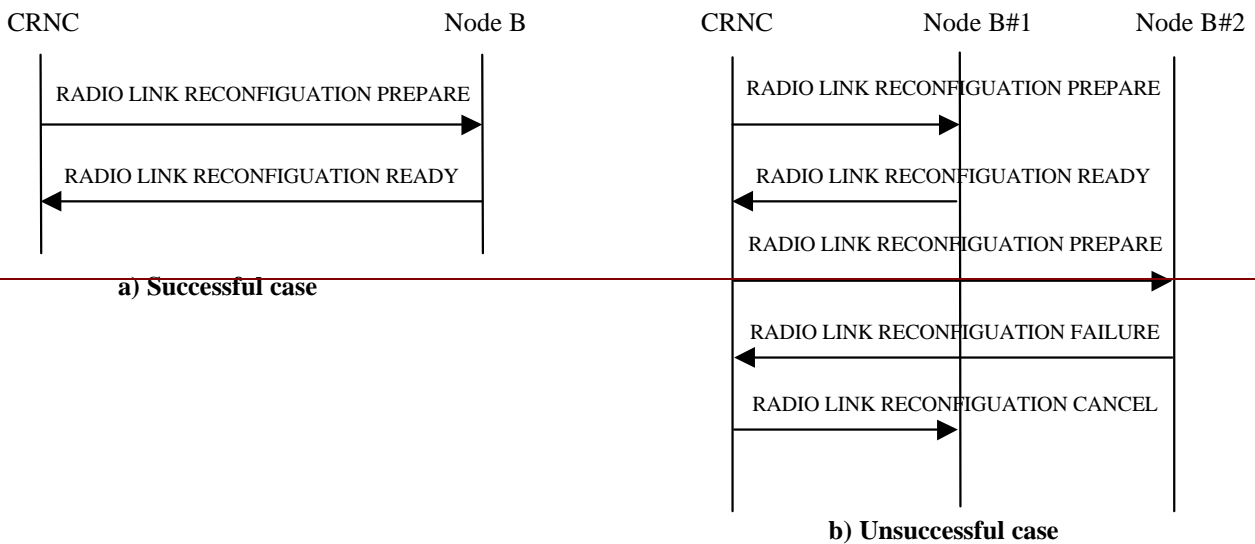 CRNC Node B
RADIO LINK RECONFIGUATION PREPARE
RADIO LINK RECONFIGUATION READY
a) Successful case
CRNC Node B#1 Node B#2
RADIO LINK RECONFIGUATION PREPARE
RADIO LINK RECONFIGUATION READY
RADIO LINK RECONFIGUATION PREPARE
RADIO LINK RECONFIGUATION FAILURE
RADIO LINK RECONFIGUATION CANCEL
b) Unsuccessful case